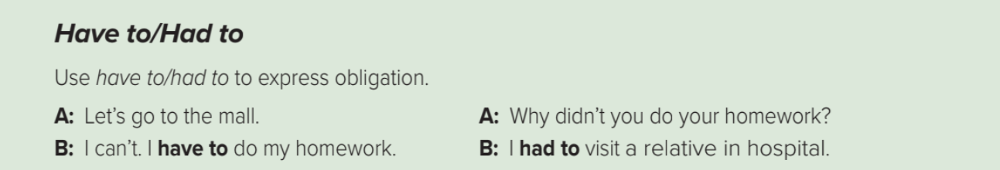 Have to/Had to
Use have to/had to to express obligation.
A: Let’s go to the mall.
B: I can’t. I have to do my homework.
A: Why didn’t you do your homework?
B: I had to visit a relative in hospital.